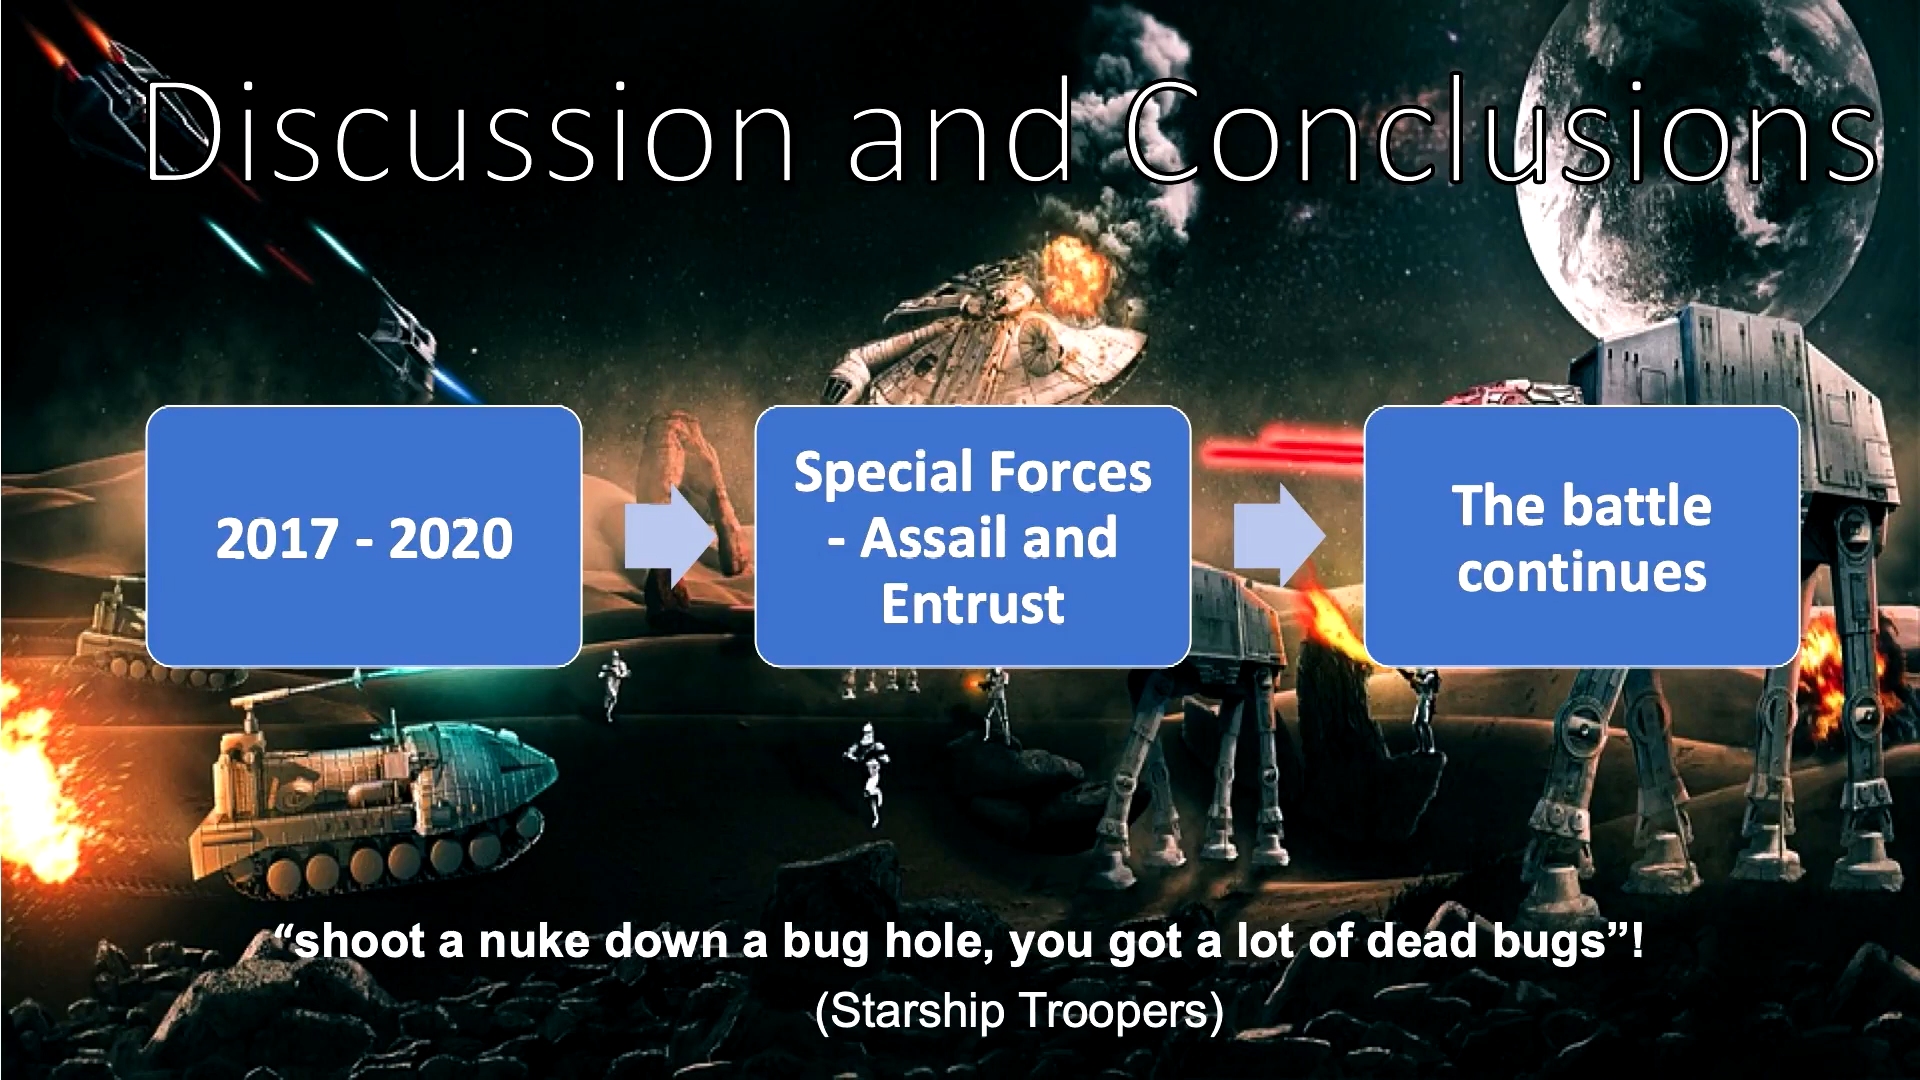 Discussion and Conclusions
2017 - 2020
Special Forces
- Assail and
Entrust
The battle
continues
“shoot a nuke down a bug hole, you got a lot of dead bugs”!
(Starship Troopers)